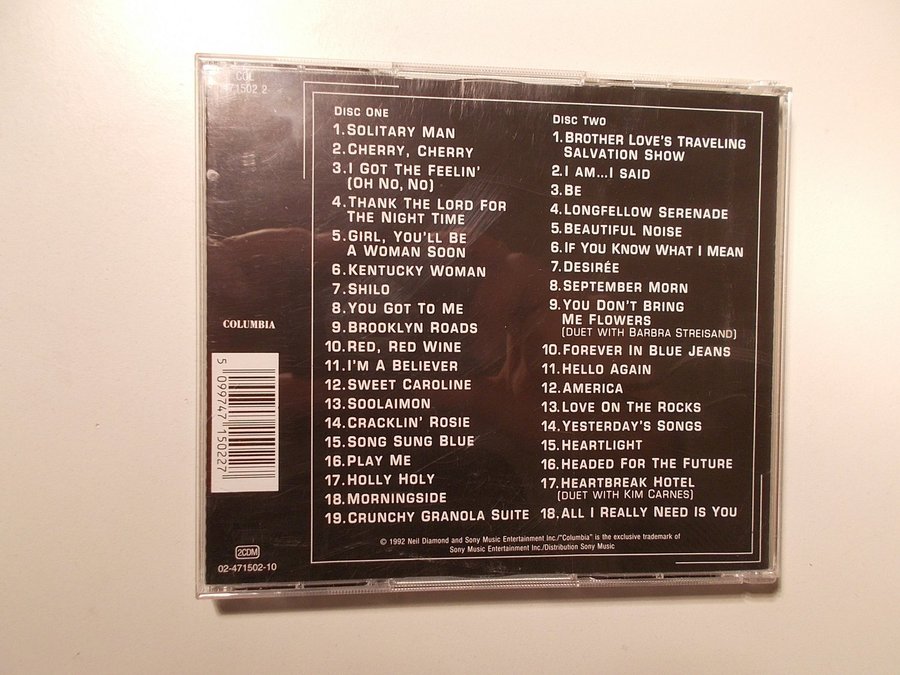 COL
471502 2
DISC ONE
1. SOLITARY MAN
2. CHERRY, CHERRY
3. I GOT THE FEELIN'
(OH NO, NO)
4. THANK THE LORD FOR
THE NIGHT TIME
5. GIRL, YOU'LL BE
A WOMAN SOON
6. KENTUCKY WOMAN
7. SHILO
8. YOU GOT TO ME
9. BROOKLYN ROADS
10. RED, RED WINE
11. I'M A BELIEVER
12. SWEET CAROLINE
13. SOOLAIMON
14. CRACKLIN' ROSIE
15. SONG SUNG BLUE
16. PLAY ME
17. HOLLY HOLY
18. MORNINGSIDE
19. CRUNCHY GRANOLA SUITE
DISC TWO
1. BROTHER LOVE'S TRAVELING
SALVATION SHOW
2. I AM...I SAID
3. BE
4. LONGFELLOW SERENADE
5. BEAUTIFUL NOISE
6. IF YOU KNOW WHAT I MEAN
7. DESIRÉE
8. SEPTEMBER MORN
9. YOU DON'T BRING
ME FLOWERS
(DUET WITH BARBRA STREISAND)
10. FOREVER IN BLUE JEANS
11. HELLO AGAIN
12. AMERICA
13. LOVE ON THE ROCKS
14. YESTERDAY'S SONGS
15. HEARTLIGHT
16. HEADED FOR THE FUTURE
17. HEARTBREAK HOTEL
(DUET WITH KIM CARNES)
18. ALL I REALLY NEED IS YOU
COLUMBIA
5 099747 150227
2CDM
02-471502-10
© 1992 Neil Diamond and Sony Music Entertainment Inc./"Columbia" is the exclusive trademark of
Sony Music Entertainment Inc./Distribution Sony Music